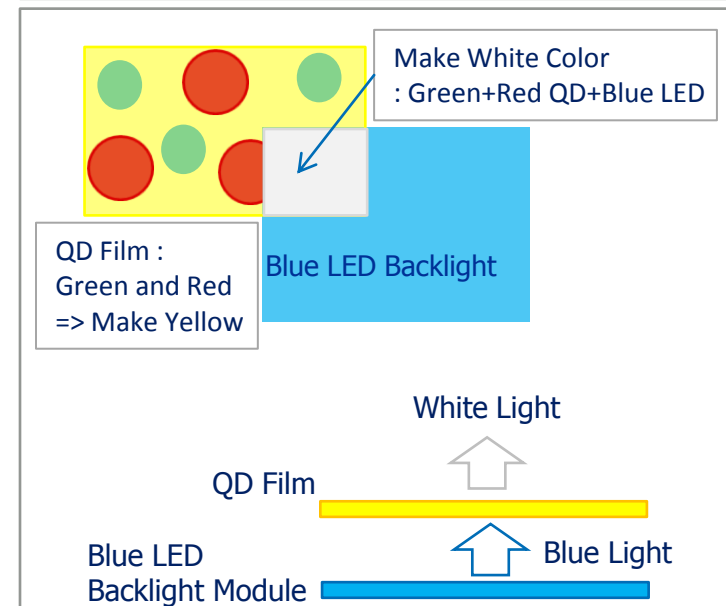 Make White Color
: Green+Red QD+Blue LED
QD Film :
Green and Red
=> Make Yellow
Blue LED Backlight
White Light
QD Film
Blue Light
Blue LED
Backlight Module